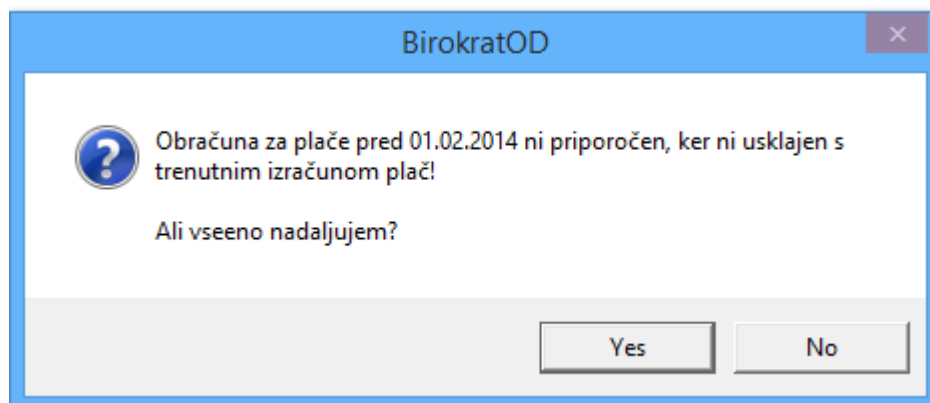 BirokratOD
Obračuna za plače pred 01.02.2014 ni priporočen, ker ni usklajen s
trenutnim izračunom plač!
Ali vseeno nadaljujem?
Yes
No